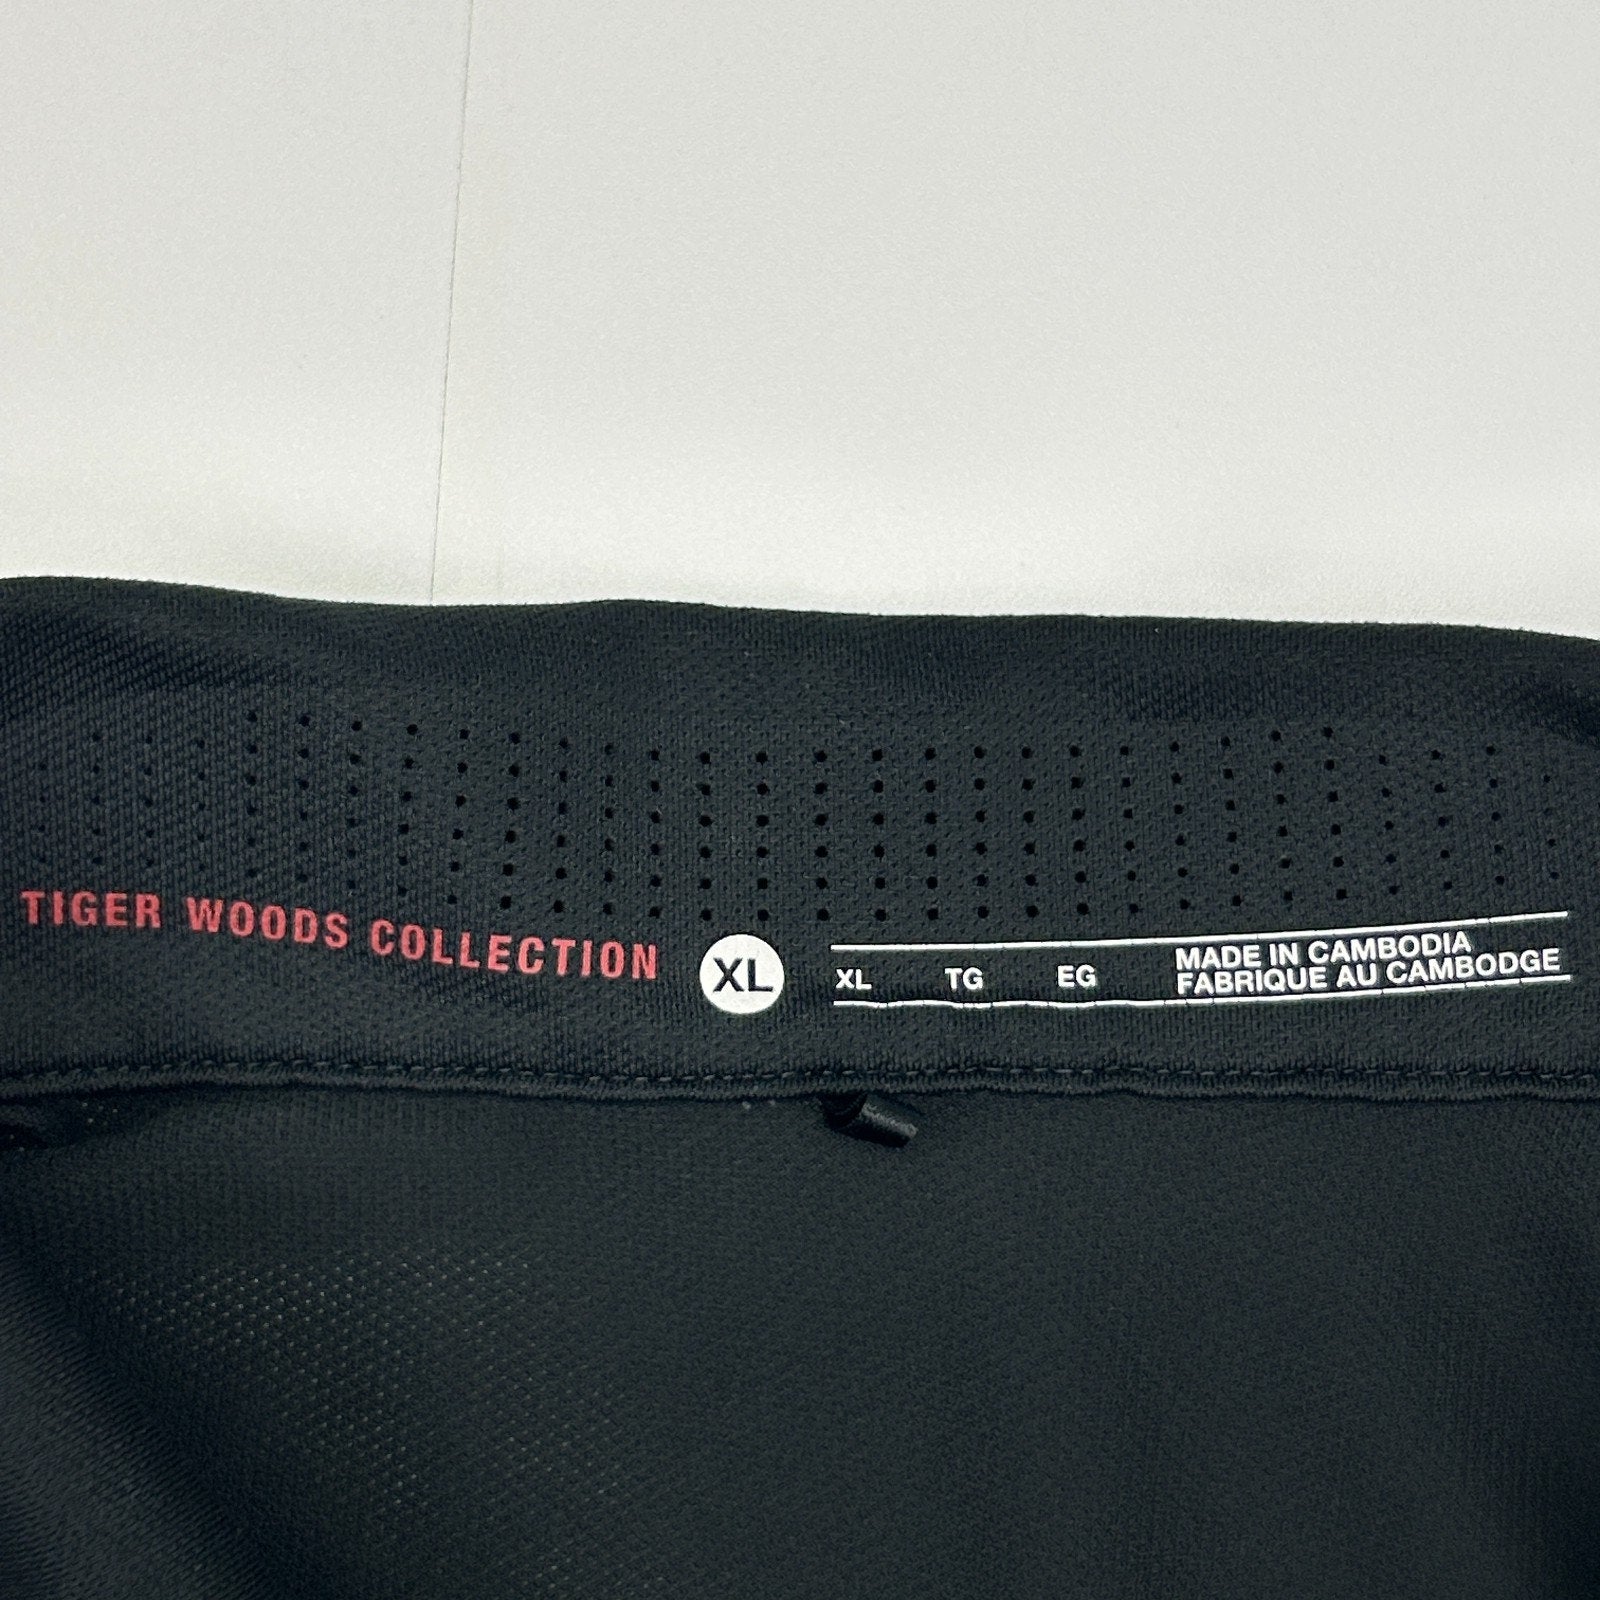 TIGER WOODS COLLECTION
XL
XL TG EG
MADE IN CAMBODIA
FABRIQUE AU CAMBODGE